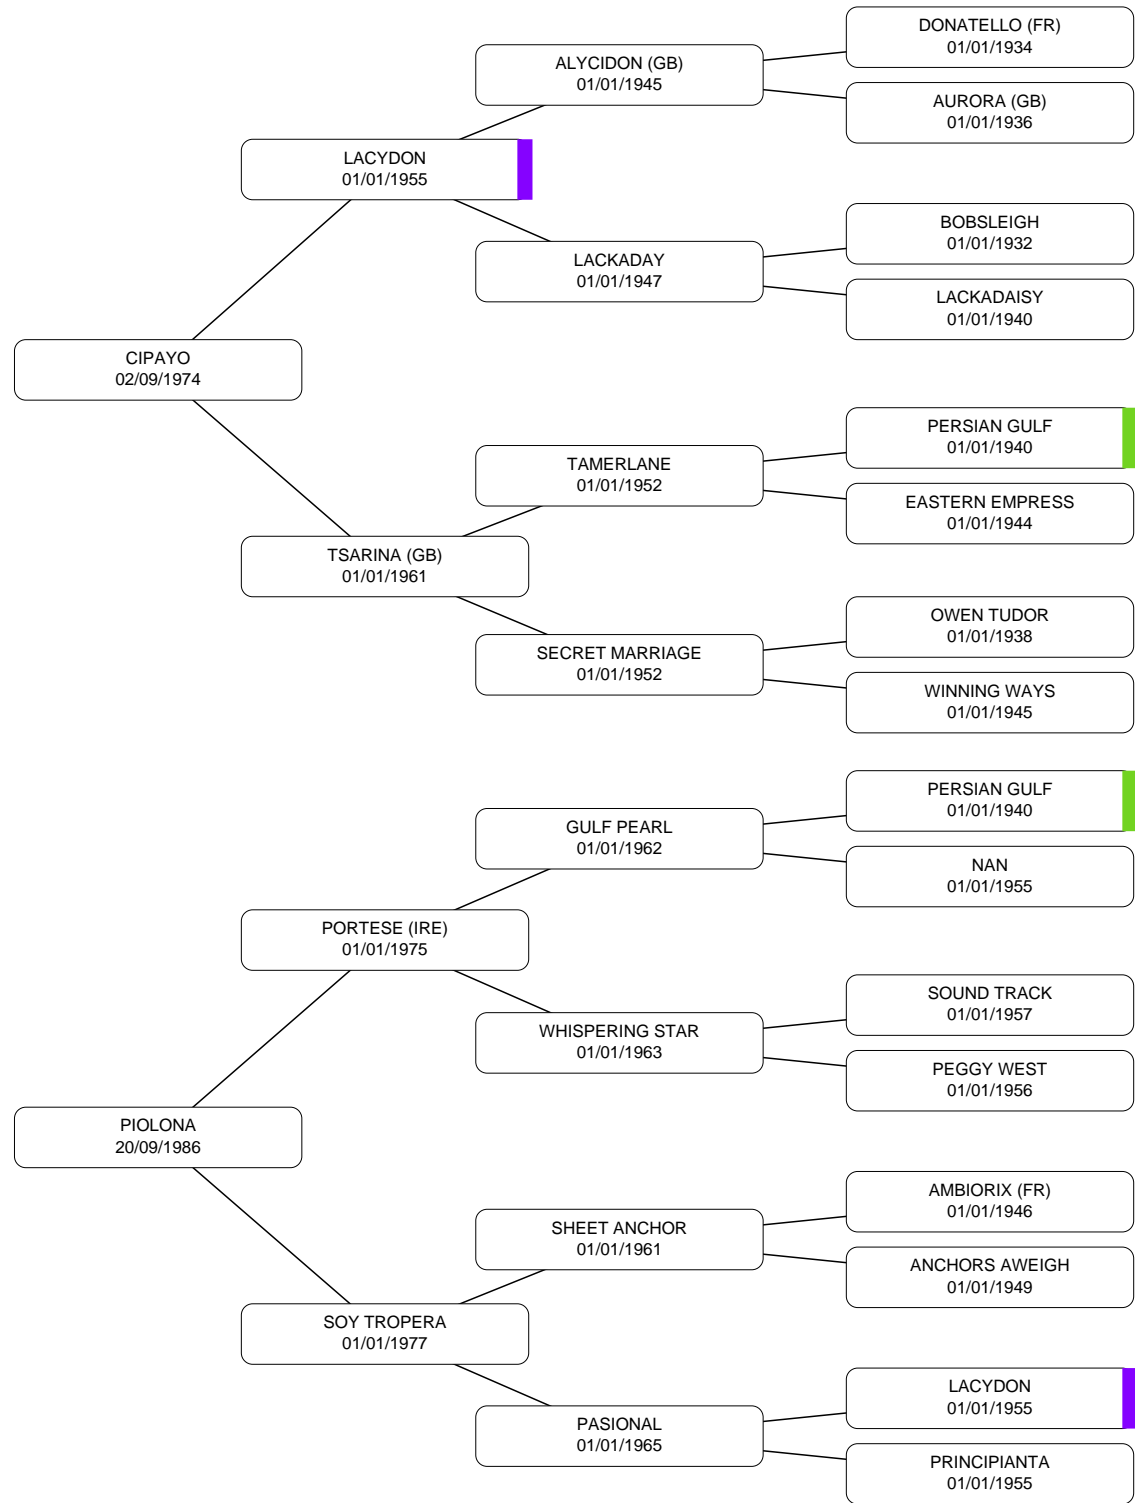 DONATELLO (FR)
01/01/1934
ALYCIDON (GB)
01/01/1945
AURORA (GB)
01/01/1936
LACYDON
01/01/1955
BOBSLEIGH
01/01/1932
LACKADAY
01/01/1947
LACKADAISY
01/01/1940
CIPAYO
02/09/1974
PERSIAN GULF
01/01/1940
TAMERLANE
01/01/1952
EASTERN EMPRESS
01/01/1944
TSARINA (GB)
01/01/1961
OWEN TUDOR
01/01/1938
SECRET MARRIAGE
01/01/1952
WINNING WAYS
01/01/1945
PERSIAN GULF
01/01/1940
GULF PEARL
01/01/1962
NAN
01/01/1955
PORTESE (IRE)
01/01/1975
SOUND TRACK
01/01/1957
WHISPERING STAR
01/01/1963
PEGGY WEST
01/01/1956
PIOLONA
20/09/1986
AMBIORIX (FR)
01/01/1946
SHEET ANCHOR
01/01/1961
ANCHORS AWEIGH
01/01/1949
SOY TROPERA
01/01/1977
LACYDON
01/01/1955
PASIONAL
01/01/1965
PRINCIPIANTA
01/01/1955